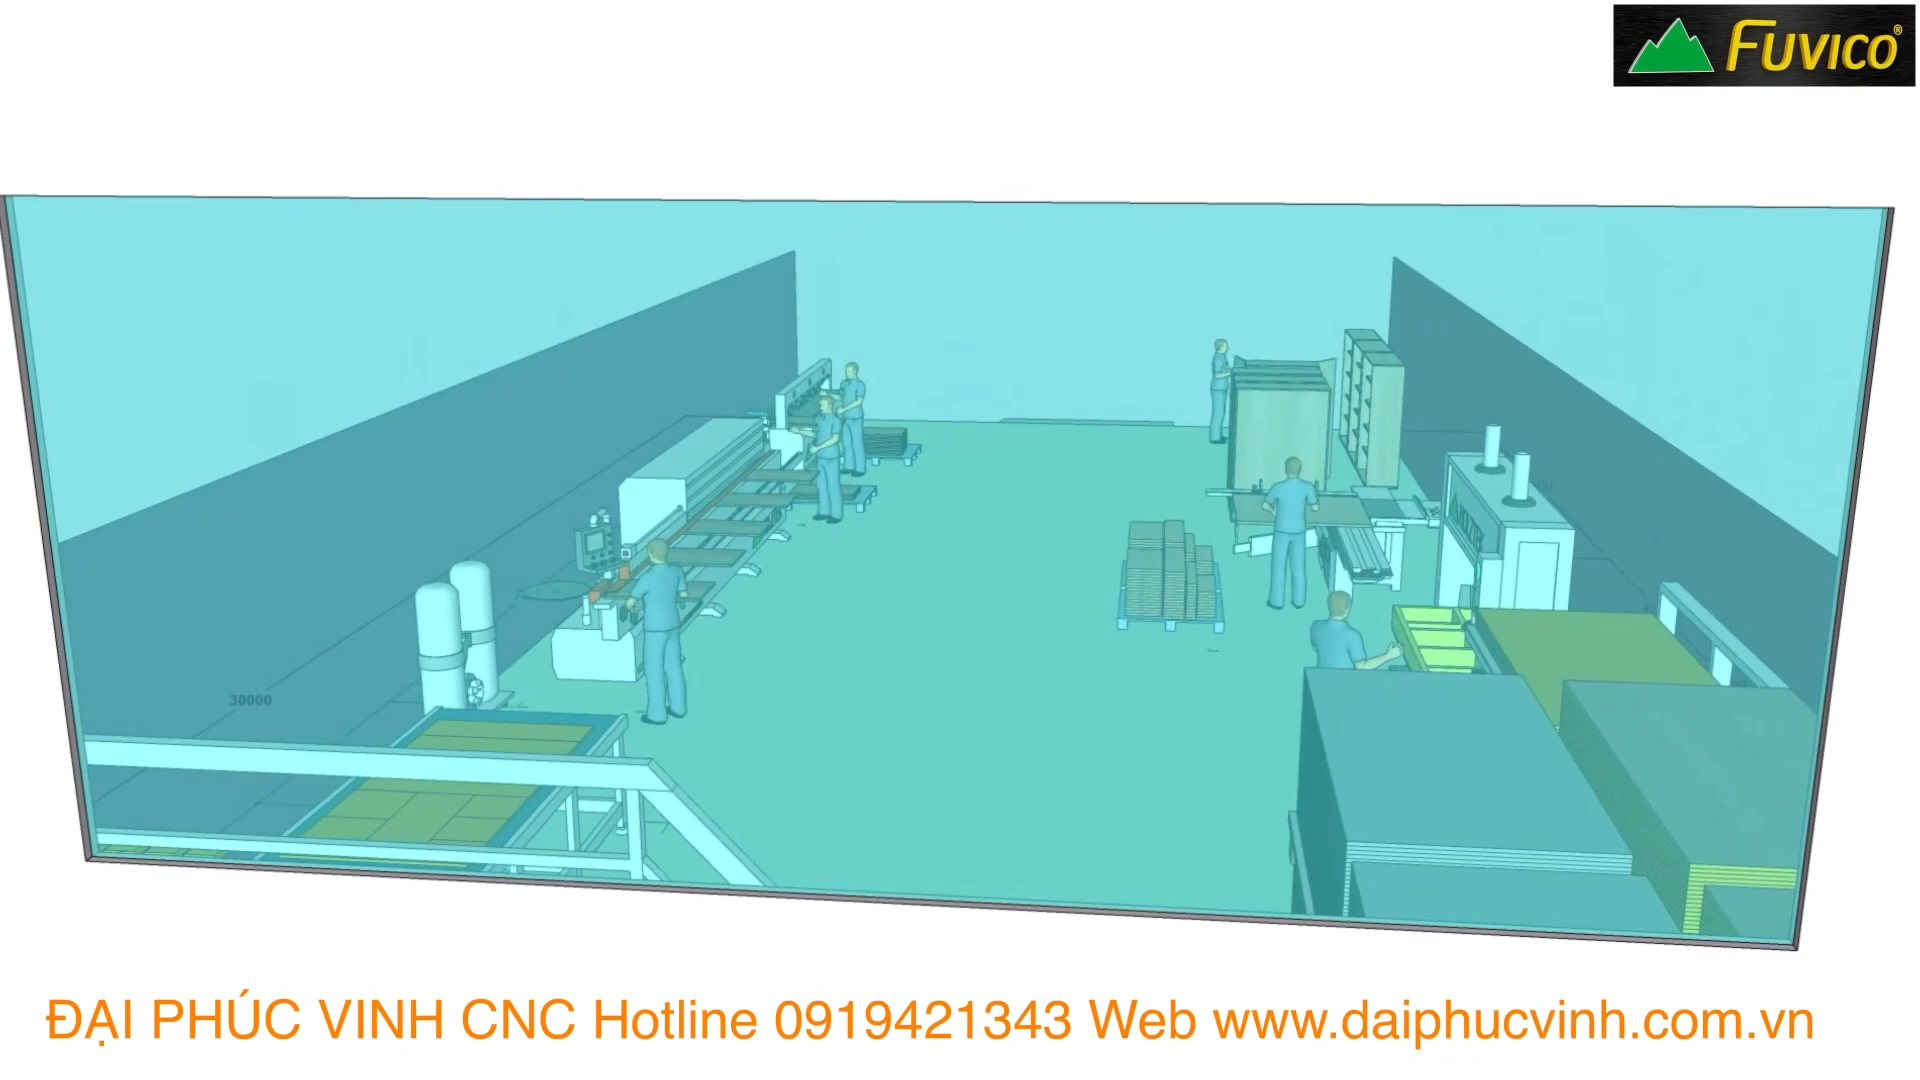 FUVICO®
30000
ĐẠI PHÚC VINH CNC Hotline 0919421343 Web www.daiphucvinh.com.vn